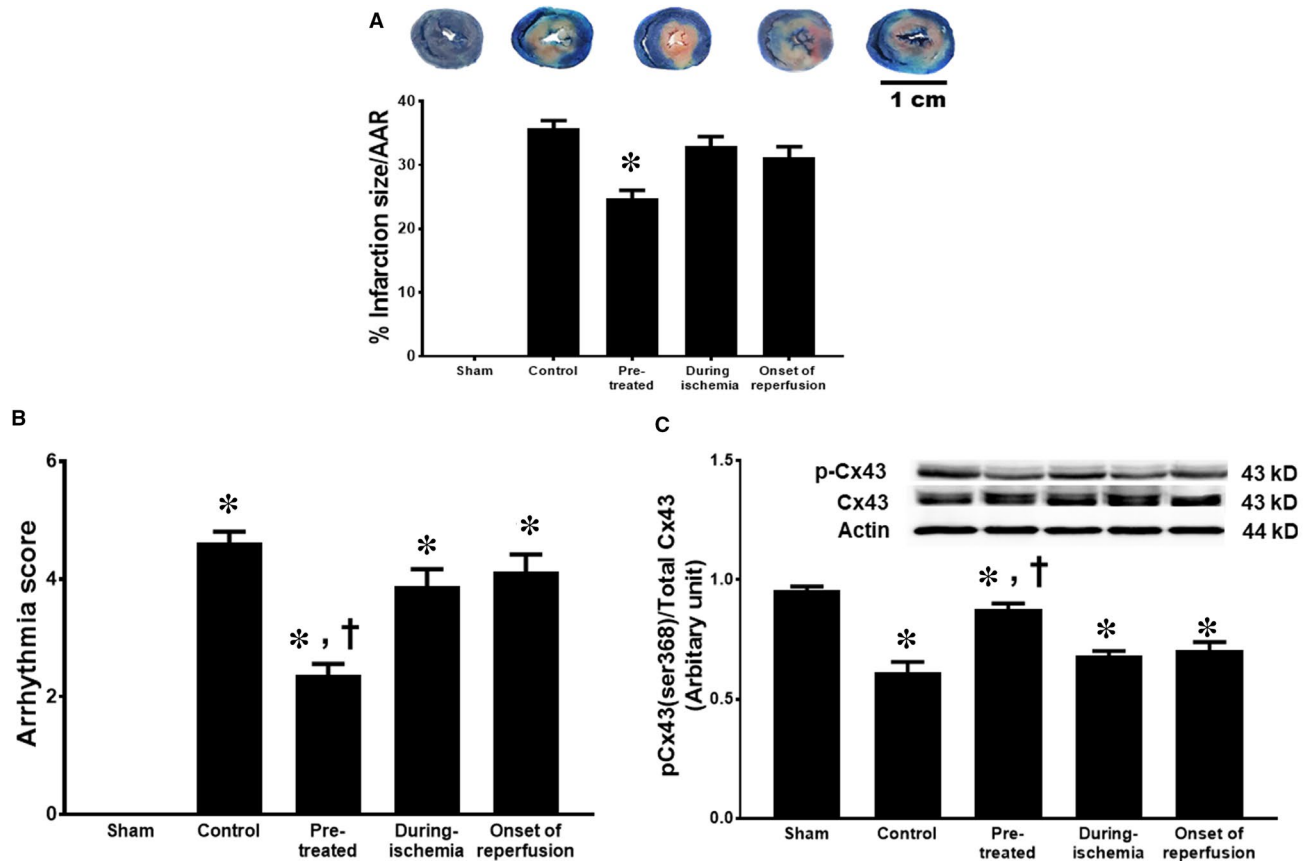 A
1 cm
% Infarction size/AAR
40
30
20
10
0
*
Sham
Control
Pre-
treated
During
ischemia
Onset of
reperfusion
B
Arrhythmia score
6
4
2
0
*
*, †
*
*
Sham
Control
Pre-
treated
During-
ischemia
Onset of
reperfusion
C
pCx43(ser368)/Total Cx43
(Arbitary unit)
1.5
1.0
0.5
0.0
p-Cx43 43 kD
Cx43 43 kD
Actin 44 kD
*
*, †
*
*
Sham
Control
Pre-
treated
During-
ischemia
Onset of
reperfusion